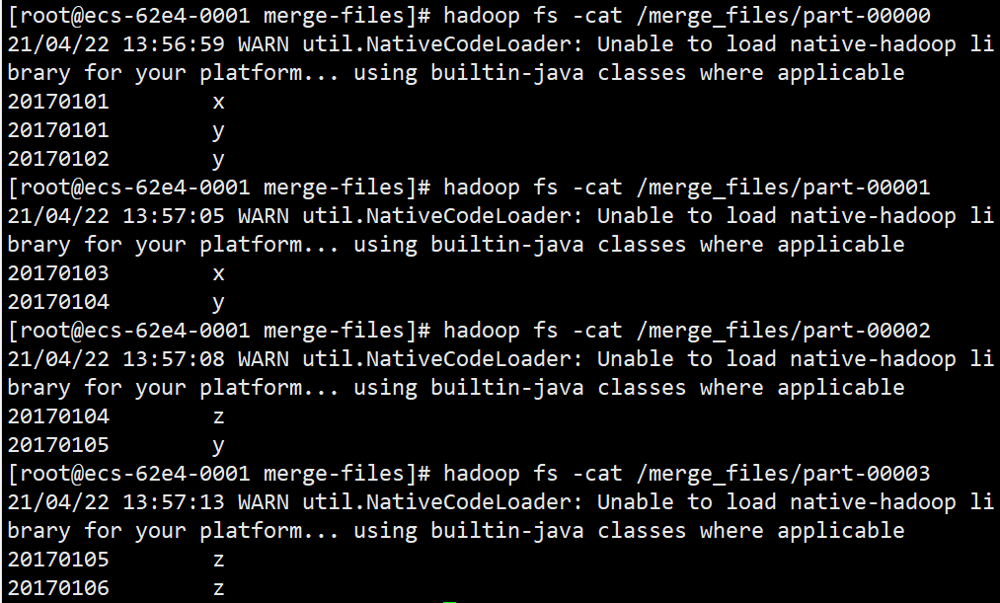 [root@ecs-62e4-0001 merge-files]# hadoop fs -cat /merge_files/part-00000
21/04/22 13:56:59 WARN util.NativeCodeLoader: Unable to load native-hadoop li
brary for your platform... using builtin-java classes where applicable
20170101        x
20170101        y
20170102        y
[root@ecs-62e4-0001 merge-files]# hadoop fs -cat /merge_files/part-00001
21/04/22 13:57:05 WARN util.NativeCodeLoader: Unable to load native-hadoop li
brary for your platform... using builtin-java classes where applicable
20170103        x
20170104        y
[root@ecs-62e4-0001 merge-files]# hadoop fs -cat /merge_files/part-00002
21/04/22 13:57:08 WARN util.NativeCodeLoader: Unable to load native-hadoop li
brary for your platform... using builtin-java classes where applicable
20170104        z
20170105        y
[root@ecs-62e4-0001 merge-files]# hadoop fs -cat /merge_files/part-00003
21/04/22 13:57:13 WARN util.NativeCodeLoader: Unable to load native-hadoop li
brary for your platform... using builtin-java classes where applicable
20170105        z
20170106        z